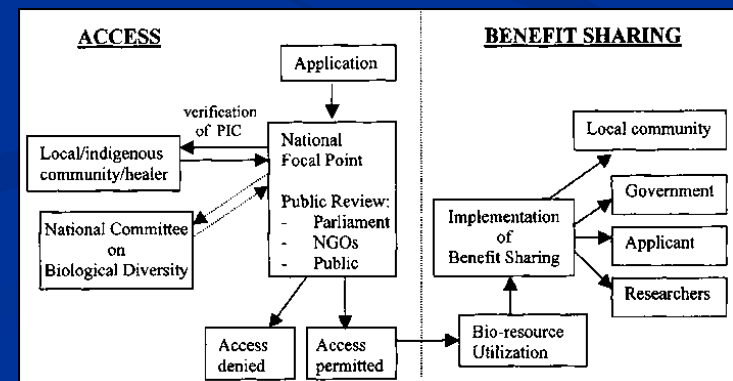 ACCESS
Application
verification
of PIC
Local/indigenous
community/healer
National
Focal Point
Public Review:
- Parliament
- NGOs
- Public
National Committee
on
Biological Diversity
Access
denied
Access
permitted
BENEFIT SHARING
Local community
Government
Implementation
of
Benefit Sharing
Applicant
Researchers
Bio-resource
Utilization